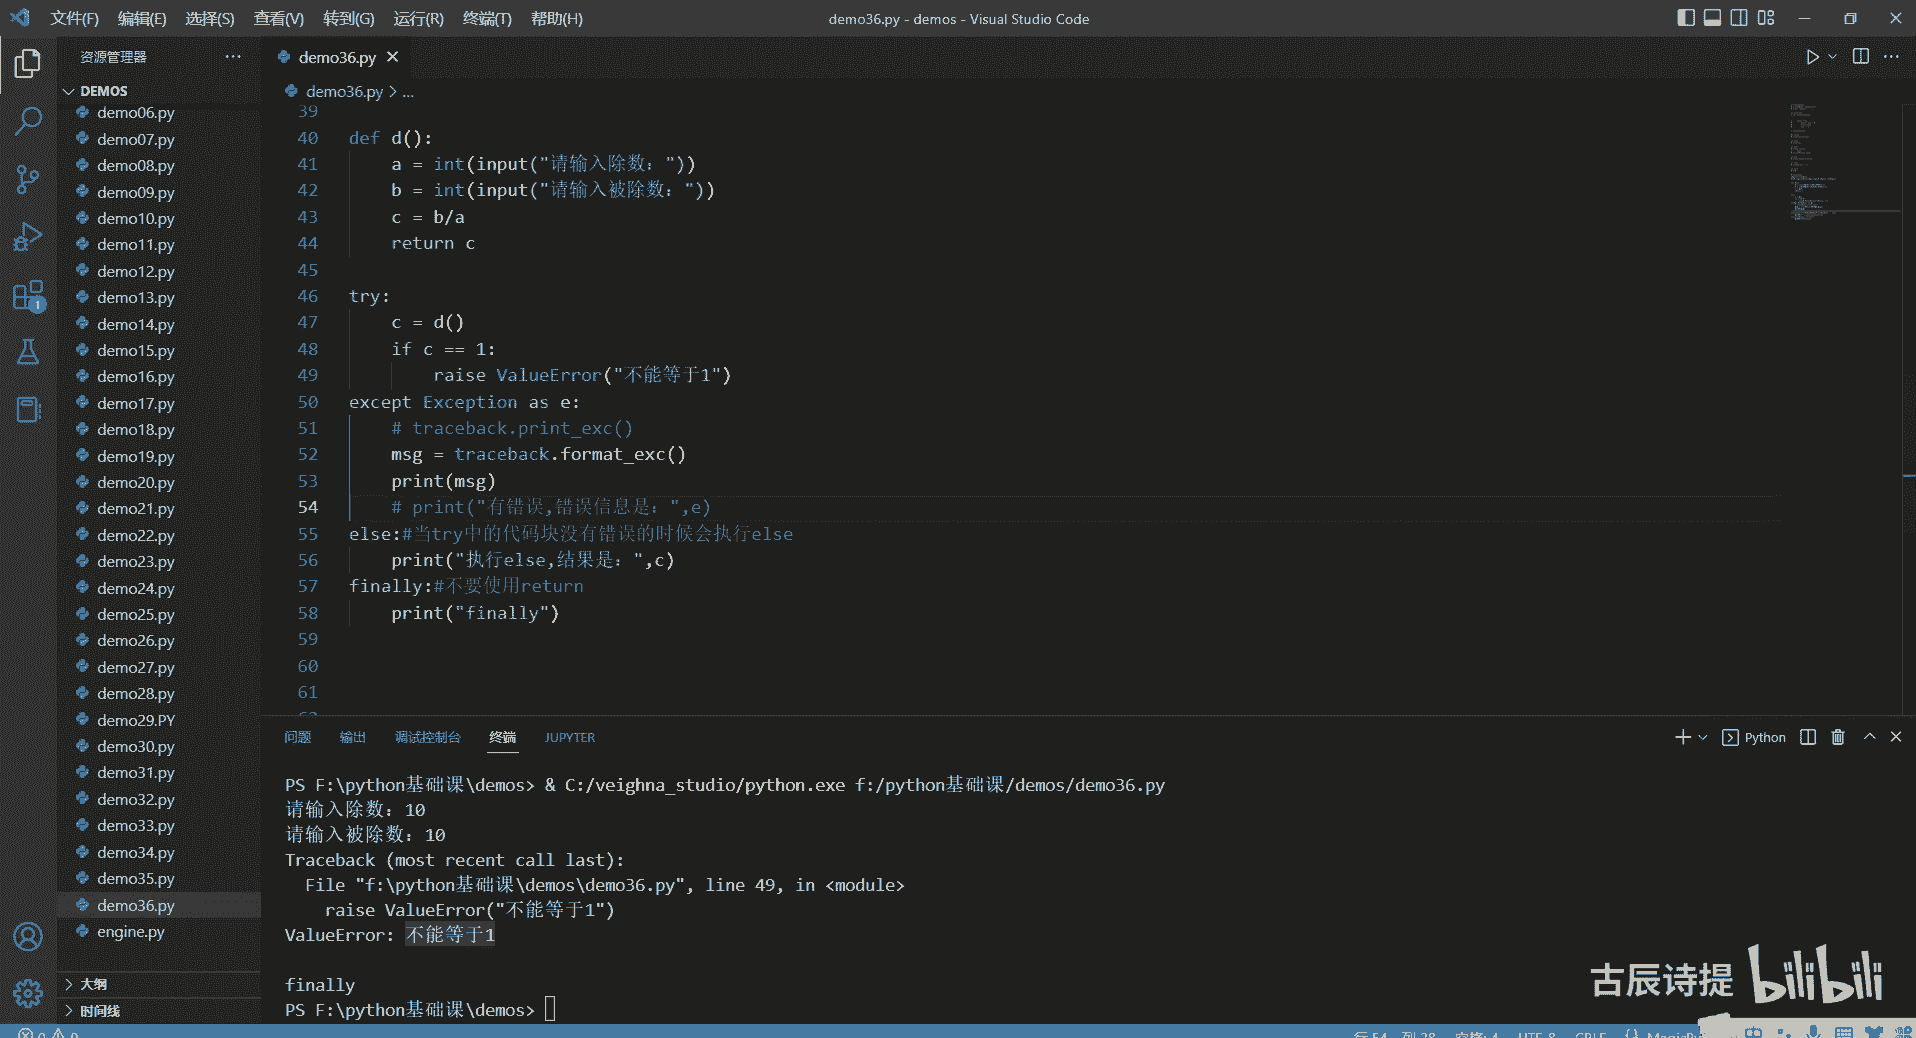 文件(F) 编辑(E) 选择(S) 查看(V) 转到(G) 运行(R) 终端(T) 帮助(H)
demo36.py - demos - Visual Studio Code
资源管理器
DEMOS
demo06.py
demo07.py
demo08.py
demo09.py
demo10.py
demo11.py
demo12.py
demo13.py
demo14.py
demo15.py
demo16.py
demo17.py
demo18.py
demo19.py
demo20.py
demo21.py
demo22.py
demo23.py
demo24.py
demo25.py
demo26.py
demo27.py
demo28.py
demo29.PY
demo30.py
demo31.py
demo32.py
demo33.py
demo34.py
demo35.py
demo36.py
engine.py
大纲
时间线
1
demo36.py
demo36.py > ...
39
40 def d():
41 a = int(input("请输入除数："))
42 b = int(input("请输入被除数："))
43 c = b/a
44 return c
45
46 try:
47 c = d()
48 if c == 1:
49 raise ValueError("不能等于1")
50 except Exception as e:
51 # traceback.print_exc()
52 msg = traceback.format_exc()
53 print(msg)
54 # print("有错误,错误信息是：",e)
55 else:#当try中的代码块没有错误的时候会执行else
56 print("执行else,结果是：",c)
57 finally:#不要使用return
58 print("finally")
59
60
61
问题 输出 调试控制台 终端 JUPYTER
Python
PS F:\python基础课\demos> & C:/veighna_studio/python.exe f:/python基础课/demos/demo36.py
请输入除数：10
请输入被除数：10
Traceback (most recent call last):
File "f:\python基础课\demos\demo36.py", line 49, in <module>
raise ValueError("不能等于1")
ValueError: 不能等于1
finally
PS F:\python基础课\demos>
古辰诗提 bilibili